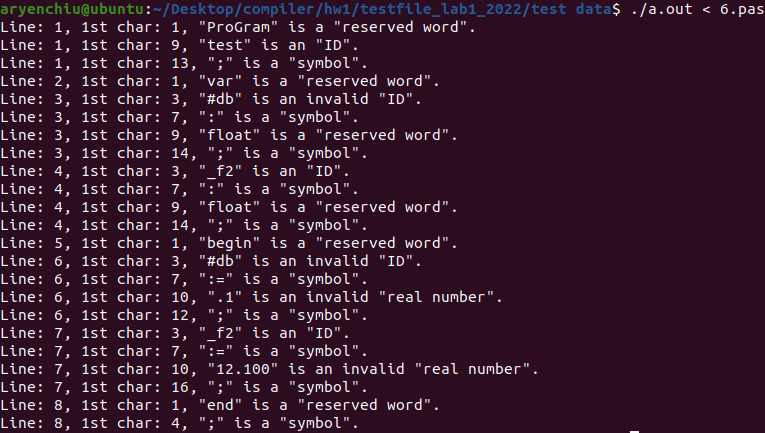 aryenchiu@ubuntu:~/Desktop/compiler/hw1/testfile_lab1_2022/test data$ ./a.out < 6.pas
Line: 1, 1st char: 1, "ProGram" is a "reserved word".
Line: 1, 1st char: 9, "test" is an "ID".
Line: 1, 1st char: 13, ";" is a "symbol".
Line: 2, 1st char: 1, "var" is a "reserved word".
Line: 3, 1st char: 3, "#db" is an invalid "ID".
Line: 3, 1st char: 7, ":" is a "symbol".
Line: 3, 1st char: 9, "float" is a "reserved word".
Line: 3, 1st char: 14, ";" is a "symbol".
Line: 4, 1st char: 3, "_f2" is an "ID".
Line: 4, 1st char: 7, ":" is a "symbol".
Line: 4, 1st char: 9, "float" is a "reserved word".
Line: 4, 1st char: 14, ";" is a "symbol".
Line: 5, 1st char: 1, "begin" is a "reserved word".
Line: 6, 1st char: 3, "#db" is an invalid "ID".
Line: 6, 1st char: 7, ":=" is a "symbol".
Line: 6, 1st char: 10, ".1" is an invalid "real number".
Line: 6, 1st char: 12, ";" is a "symbol".
Line: 7, 1st char: 3, "_f2" is an "ID".
Line: 7, 1st char: 7, ":=" is a "symbol".
Line: 7, 1st char: 10, "12.100" is an invalid "real number".
Line: 7, 1st char: 16, ";" is a "symbol".
Line: 8, 1st char: 1, "end" is a "reserved word".
Line: 8, 1st char: 4, ";" is a "symbol".